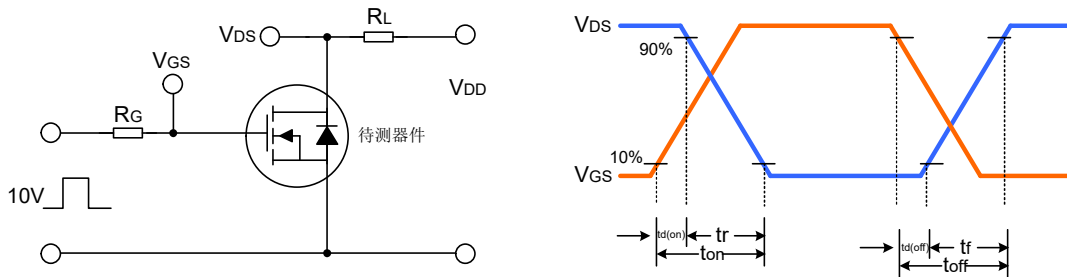 RL
VDS
VGS
VDD
RG
待测器件
10V
VDS
90%
10%
VGS
td(on)
tr
ton
td(off)
tf
toff